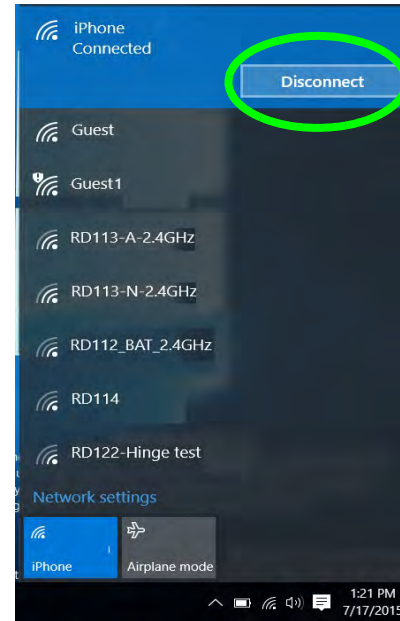 iPhone
Connected
Disconnect
Guest
Guest1
RD113-A-2.4GHz
RD113-N-2.4GHz
RD112_BAT_2.4GHz
RD114
RD122-Hinge test
Network settings
iPhone
Airplane mode
1:21 PM
7/17/2015